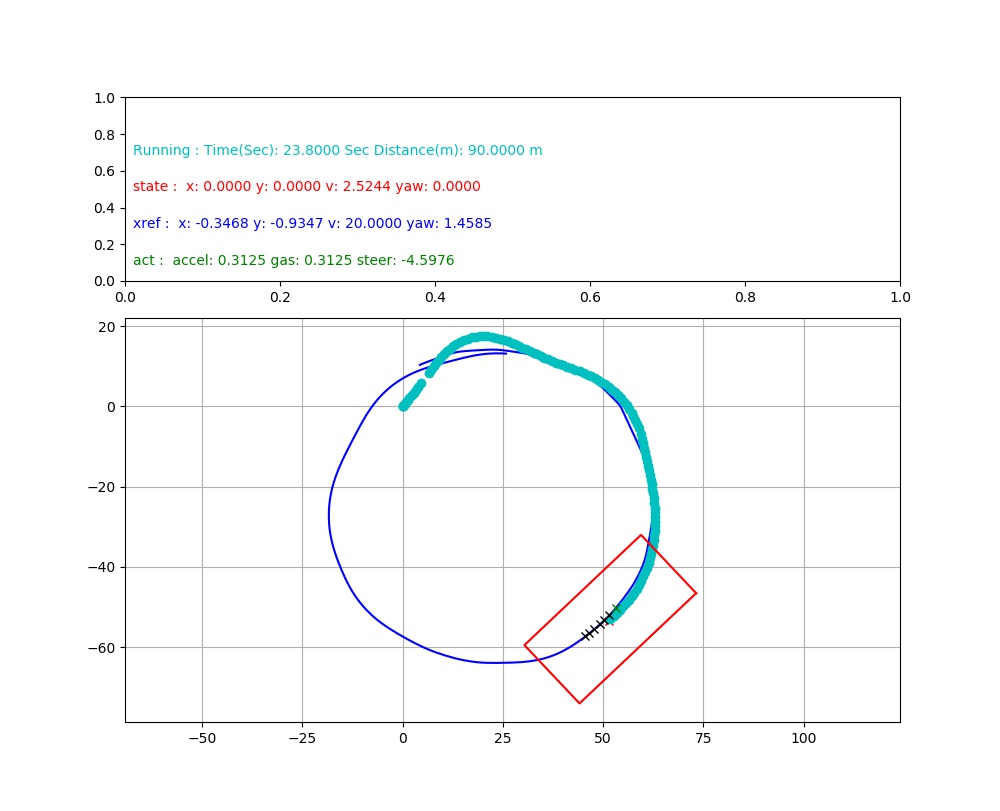 1.0
0.8
Running : Time(Sec): 23.8000 Sec Distance(m): 90.0000 m
0.6
state :  x: 0.0000 y: 0.0000 v: 2.5244 yaw: 0.0000
0.4
xref :  x: -0.3468 y: -0.9347 v: 20.0000 yaw: 1.4585
0.2
act :  accel: 0.3125 gas: 0.3125 steer: -4.5976
0.0
0.0 0.2 0.4 0.6 0.8 1.0
20
0
−20
−40
−60
−50 −25 0 25 50 75 100